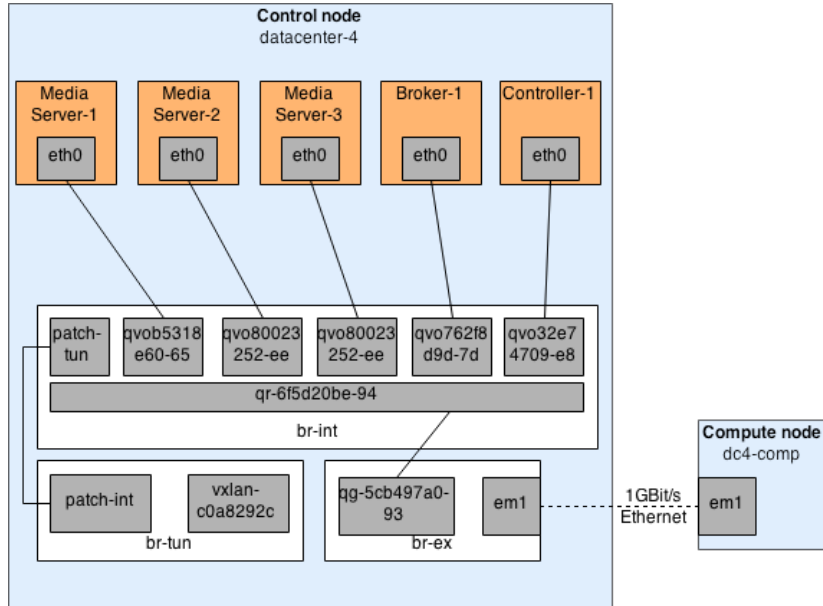 Control node
datacenter-4
Media
Server-1
eth0
Media
Server-2
eth0
Media
Server-3
eth0
Broker-1
eth0
Controller-1
eth0
patch-
tun
qvob5318
e60-65
qvo80023
252-ee
qvo80023
252-ee
qvo762f8
d9d-7d
qvo32e7
4709-e8
qr-6f5d20be-94
br-int
patch-int
vxlan-
c0a8292c
br-tun
qg-5cb497a0-
93
em1
br-ex
1GBit/s
Ethernet
Compute node
dc4-comp
em1